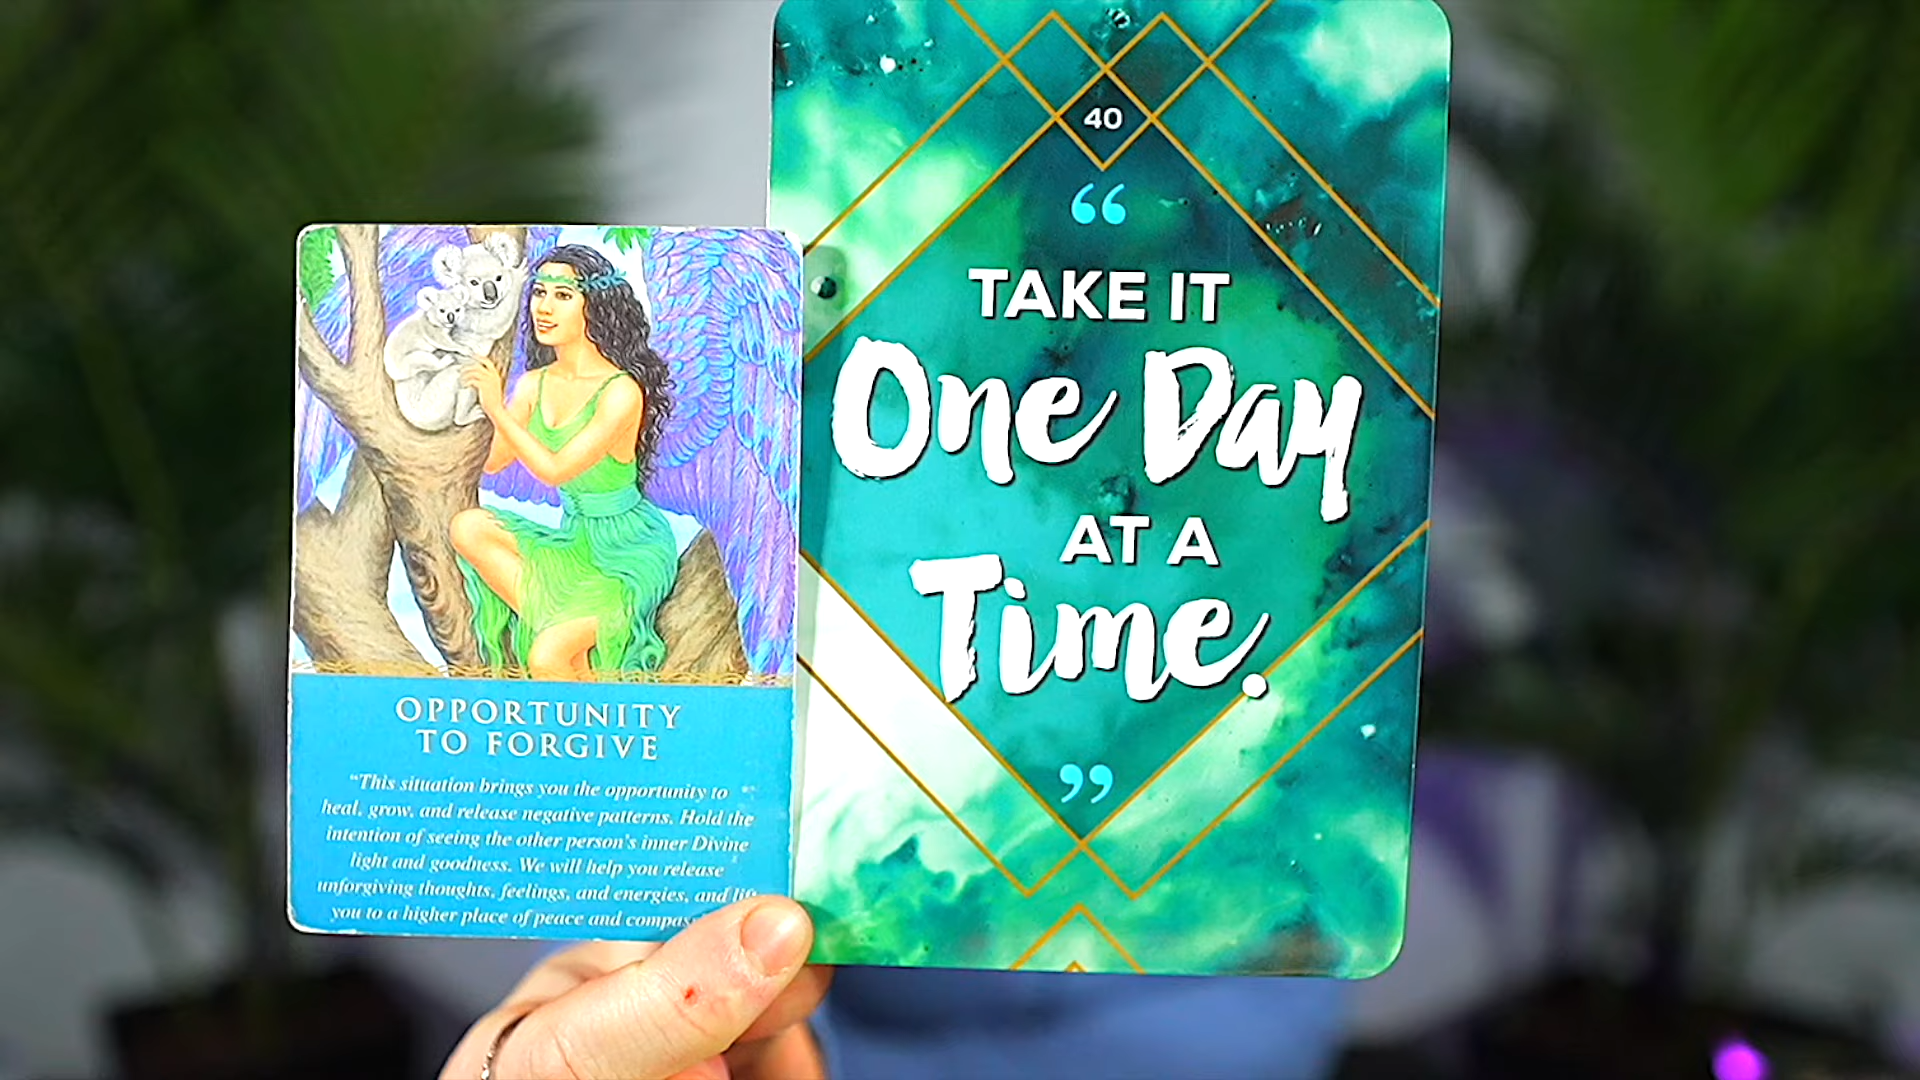 OPPORTUNITY
TO FORGIVE
"This situation brings you the opportunity to
heal, grow, and release negative patterns. Hold the
intention of seeing the other person's inner Divine
light and goodness. We will help you release
unforgiving thoughts, feelings, and energies, and lift
you to a higher place of peace and
40
“
TAKE IT
One Day
AT A
Time.
”